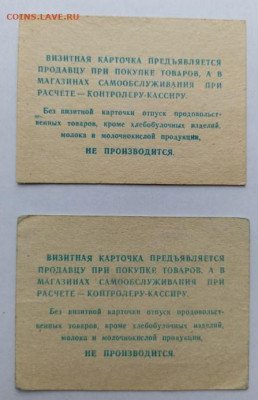 COINS.LAVE.RU
ВИЗИТНАЯ КАРТОЧКА ПРЕДЪЯВЛЯЕТСЯ
ПРОДАВЦУ ПРИ ПОКУПКЕ ТОВАРОВ, А В
МАГАЗИНАХ САМООБСЛУЖИВАНИЯ ПРИ
РАСЧЕТЕ — КОНТРОЛЕРУ-КАССИРУ.
Без визитной карточки отпуск продовольст-
венных товаров, кроме хлебобулочных изделий,
молока и молочнокислой продукции,
НЕ ПРОИЗВОДИТСЯ.
ВИЗИТНАЯ КАРТОЧКА ПРЕДЪЯВЛЯЕТСЯ
ПРОДАВЦУ ПРИ ПОКУПКЕ ТОВАРОВ, А В
МАГАЗИНАХ САМООБСЛУЖИВАНИЯ ПРИ
РАСЧЕТЕ — КОНТРОЛЕРУ-КАССИРУ.
Без визитной карточки отпуск продовольст-
венных товаров, кроме хлебобулочных изделий,
молока и молочнокислой продукции,
НЕ ПРОИЗВОДИТСЯ.